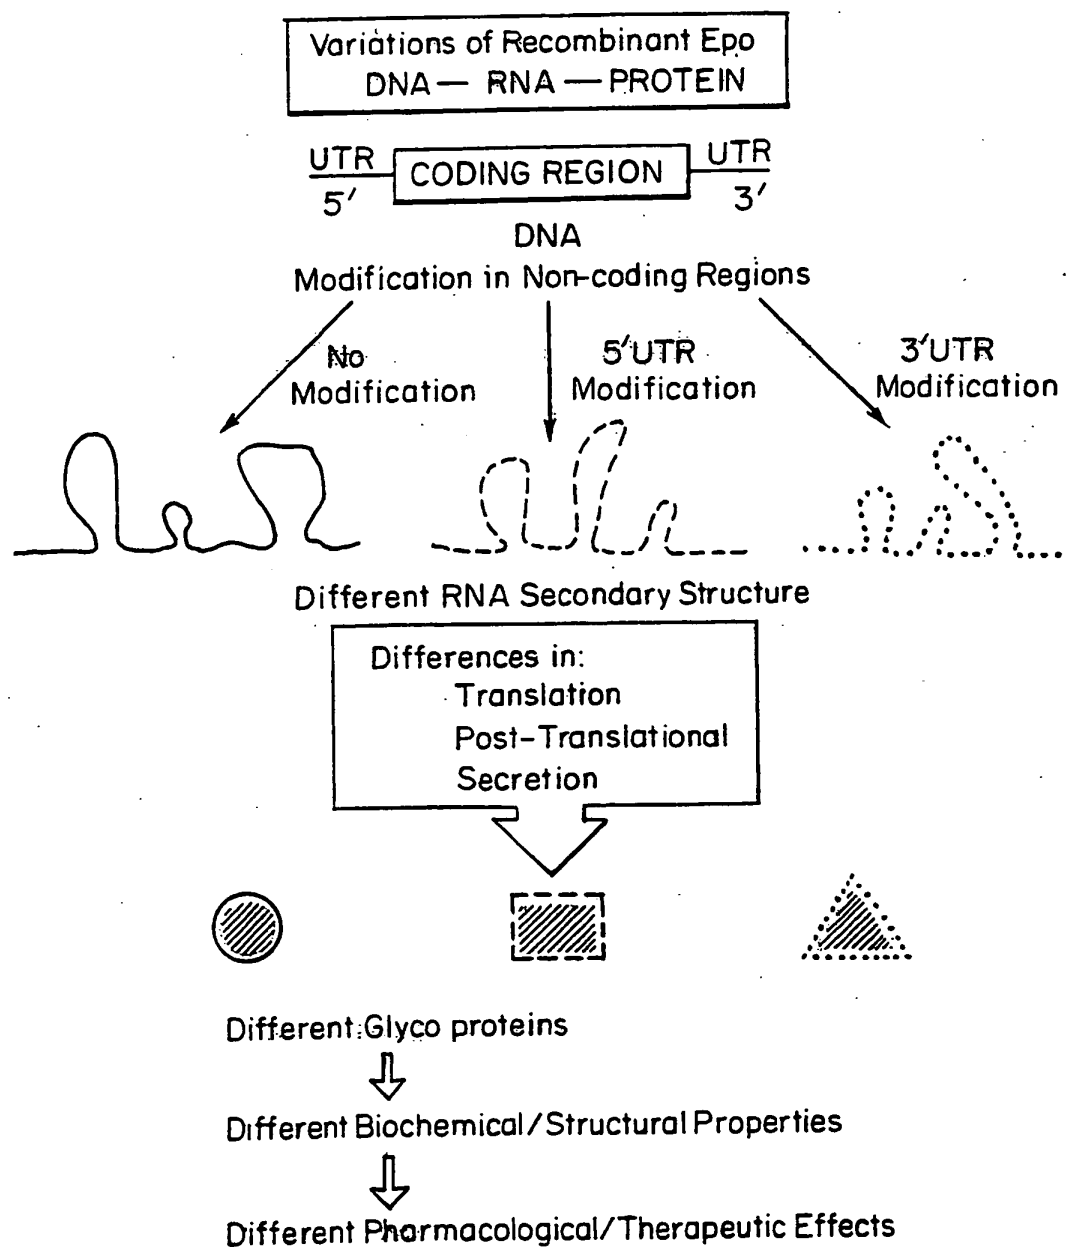 Variations of Recombinant Epo
DNA — RNA — PROTEIN
UTR CODING REGION UTR
5′ 3′
DNA
Modification in Non-coding Regions
No Modification
5′UTR Modification
3′UTR Modification
Different RNA Secondary Structure
Differences in:
Translation
Post-Translational
Secretion
Different Glyco proteins
Different Biochemical/Structural Properties
Different Pharmacological/Therapeutic Effects